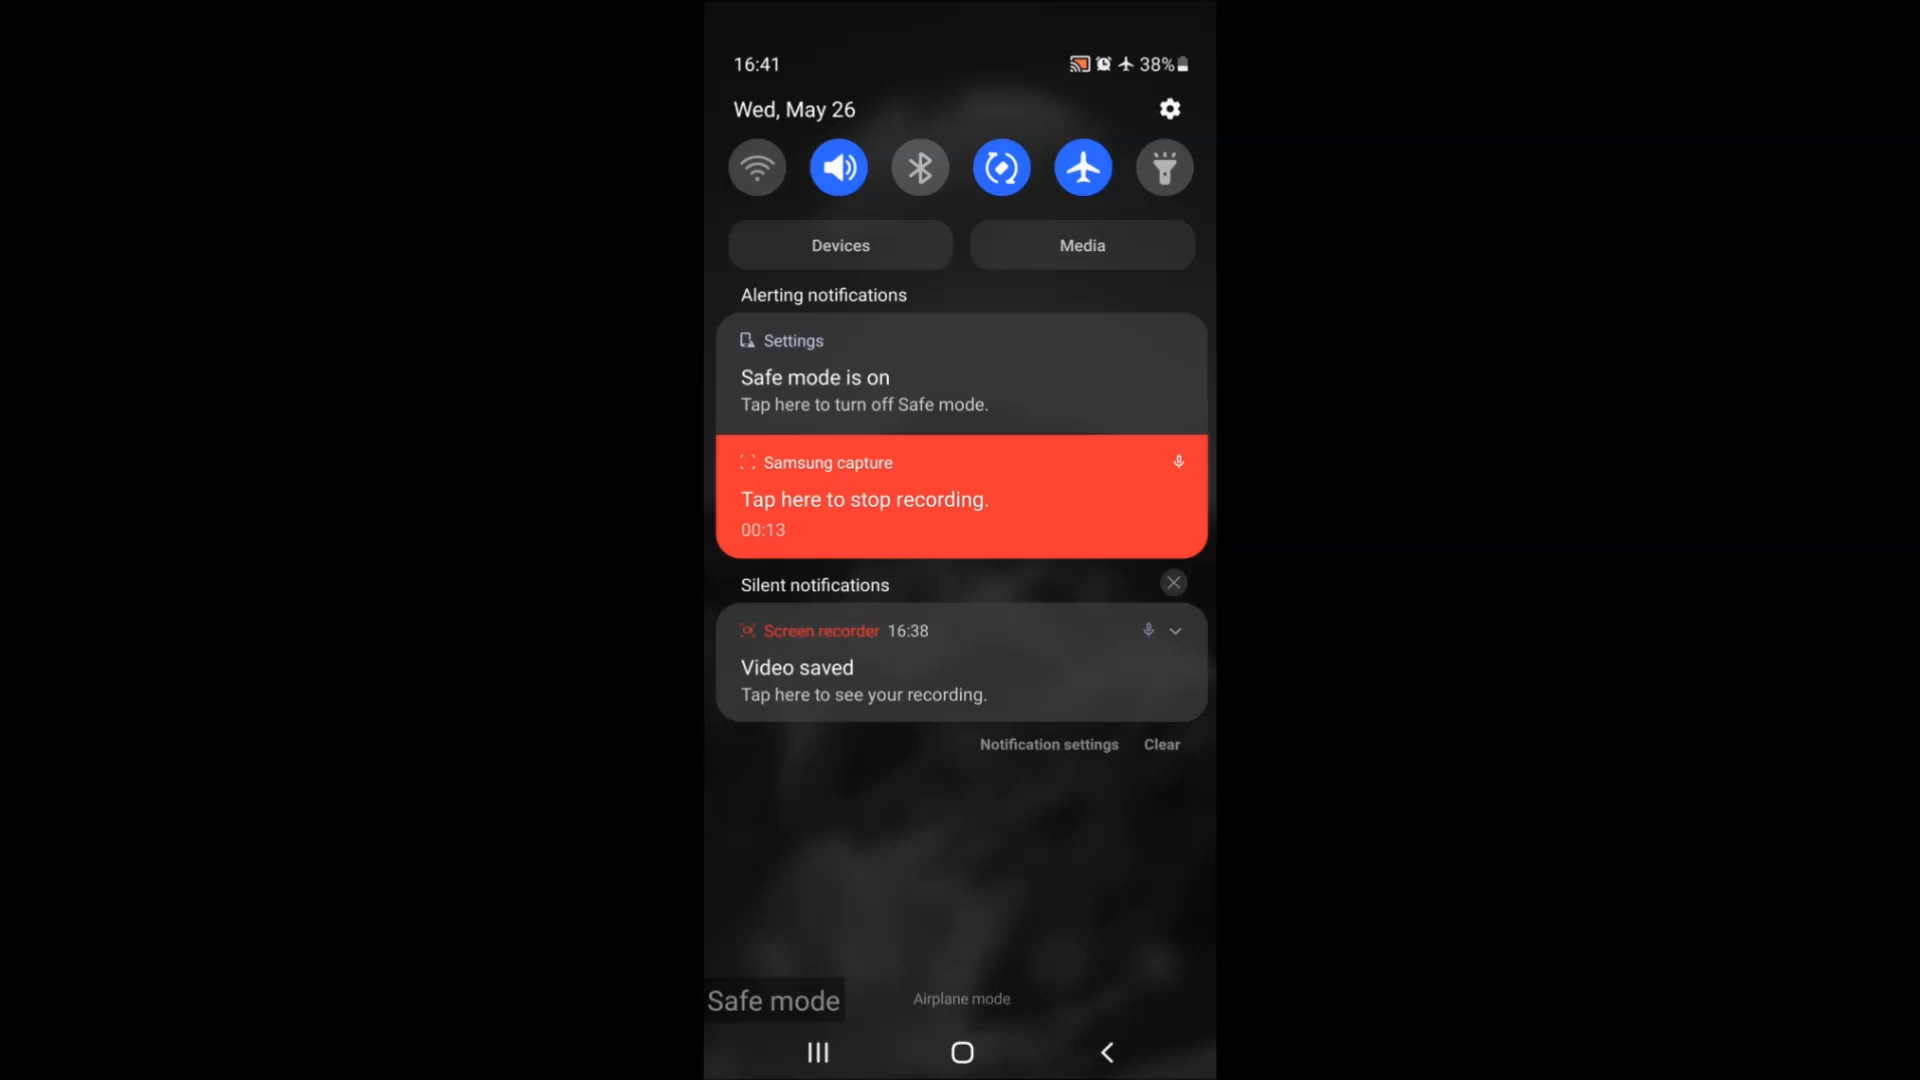 16:41
38%
Wed, May 26
Devices
Media
Alerting notifications
Settings
Safe mode is on
Tap here to turn off Safe mode.
Samsung capture
Tap here to stop recording.
00:13
Silent notifications
Screen recorder 16:38
Video saved
Tap here to see your recording.
Notification settings
Clear
Safe mode
Airplane mode